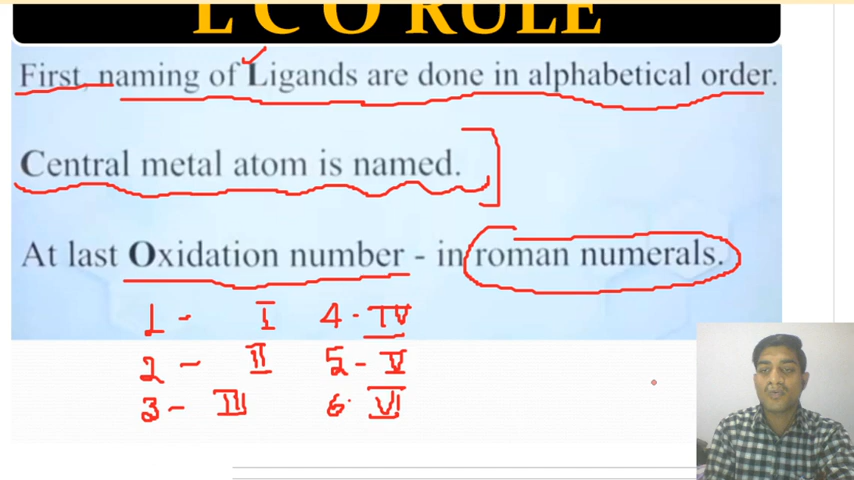 L C O RULE
First, naming of Ligands are done in alphabetical order.
Central metal atom is named.
At last Oxidation number - in roman numerals.
1 - I 4 - IV
2 - II 5 - V
3 - III 6 - VI